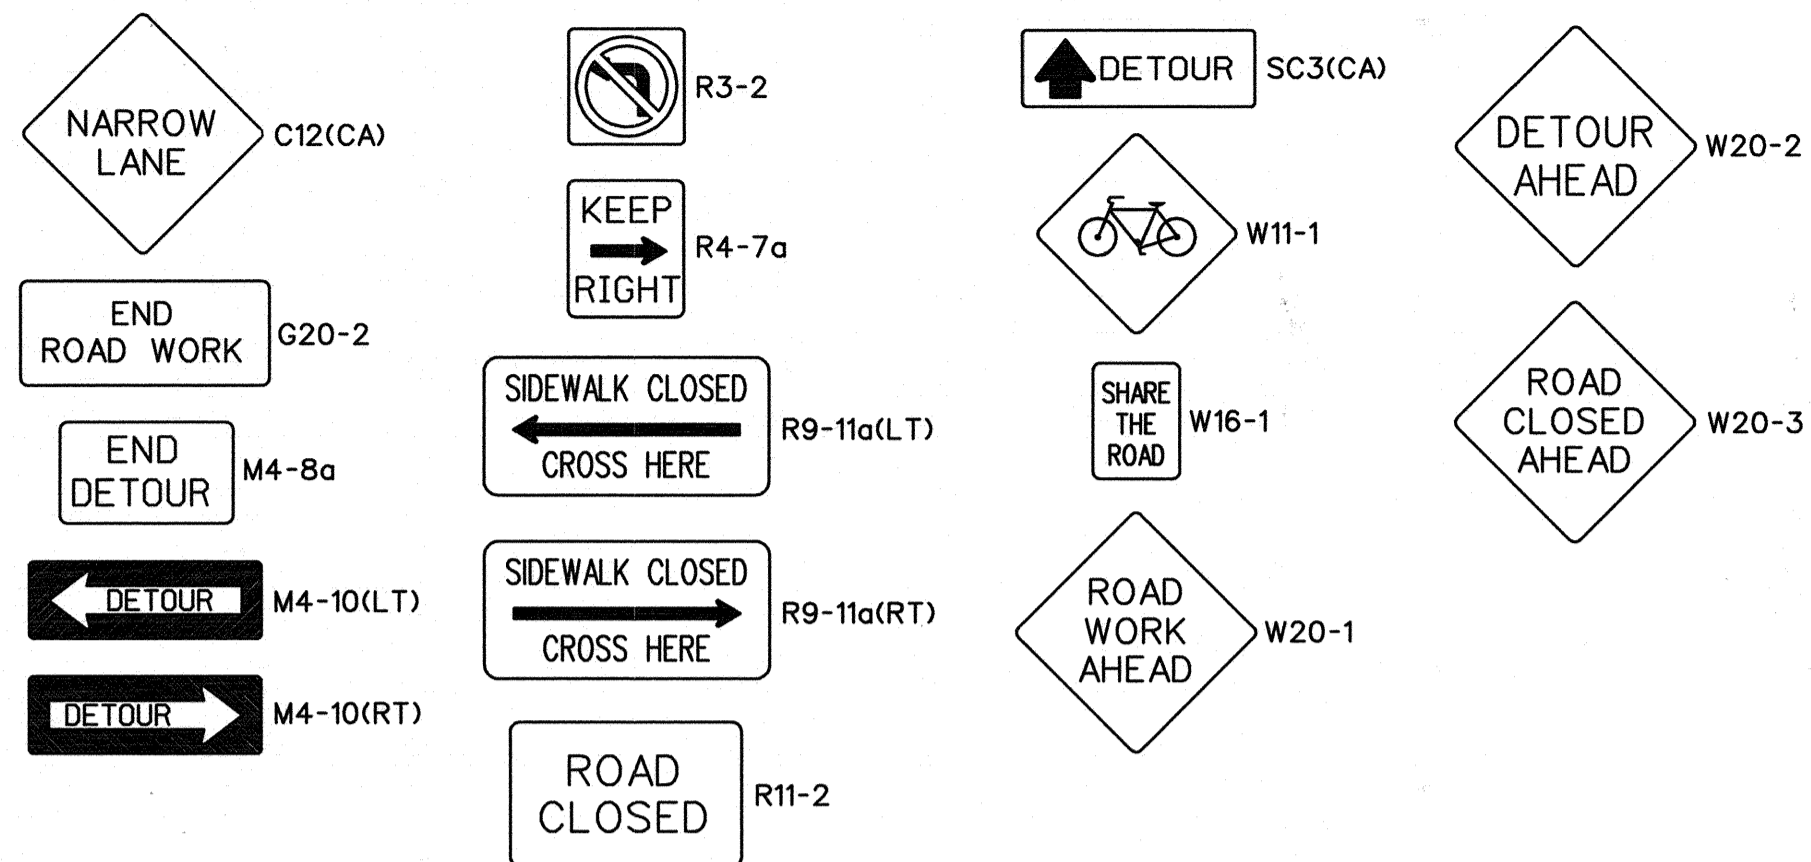 NARROW
LANE
C12(CA)
END
ROAD WORK
G20-2
END
DETOUR
M4-8a
DETOUR
M4-10(LT)
DETOUR
M4-10(RT)
R3-2
KEEP
RIGHT
R4-7a
SIDEWALK CLOSED
CROSS HERE
R9-11a(LT)
SIDEWALK CLOSED
CROSS HERE
R9-11a(RT)
ROAD
CLOSED
R11-2
DETOUR
SC3(CA)
W11-1
SHARE
THE
ROAD
W16-1
ROAD
WORK
AHEAD
W20-1
DETOUR
AHEAD
W20-2
ROAD
CLOSED
AHEAD
W20-3